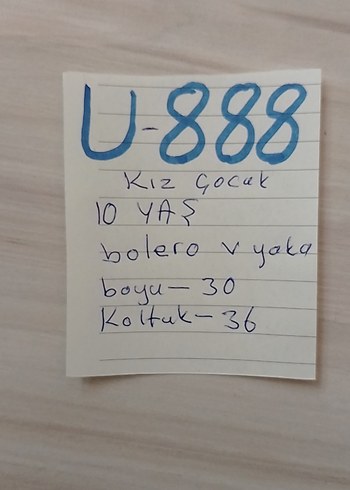 U-888
Kız Çocuk
10 YAŞ
bolero v yaka
boyu-30
Koltuk-36